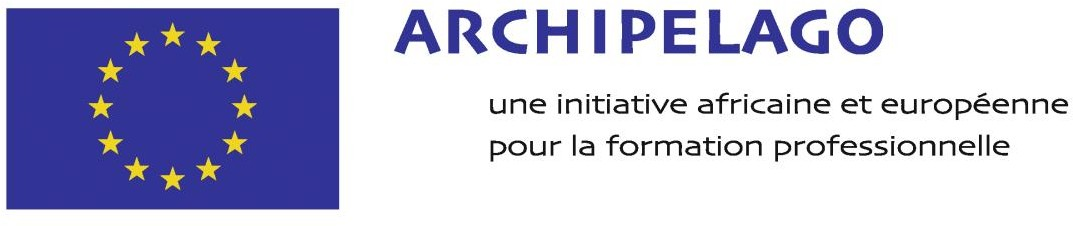 ARCHIPELAGO
une initiative africaine et européenne
pour la formation professionnelle